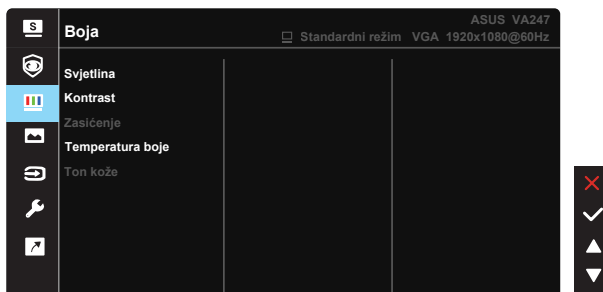 S
Boja
ASUS VA247
Standardni režim VGA 1920x1080@60Hz
Svjetlina
Kontrast
Zasićenje
Temperatura boje
Ton kože